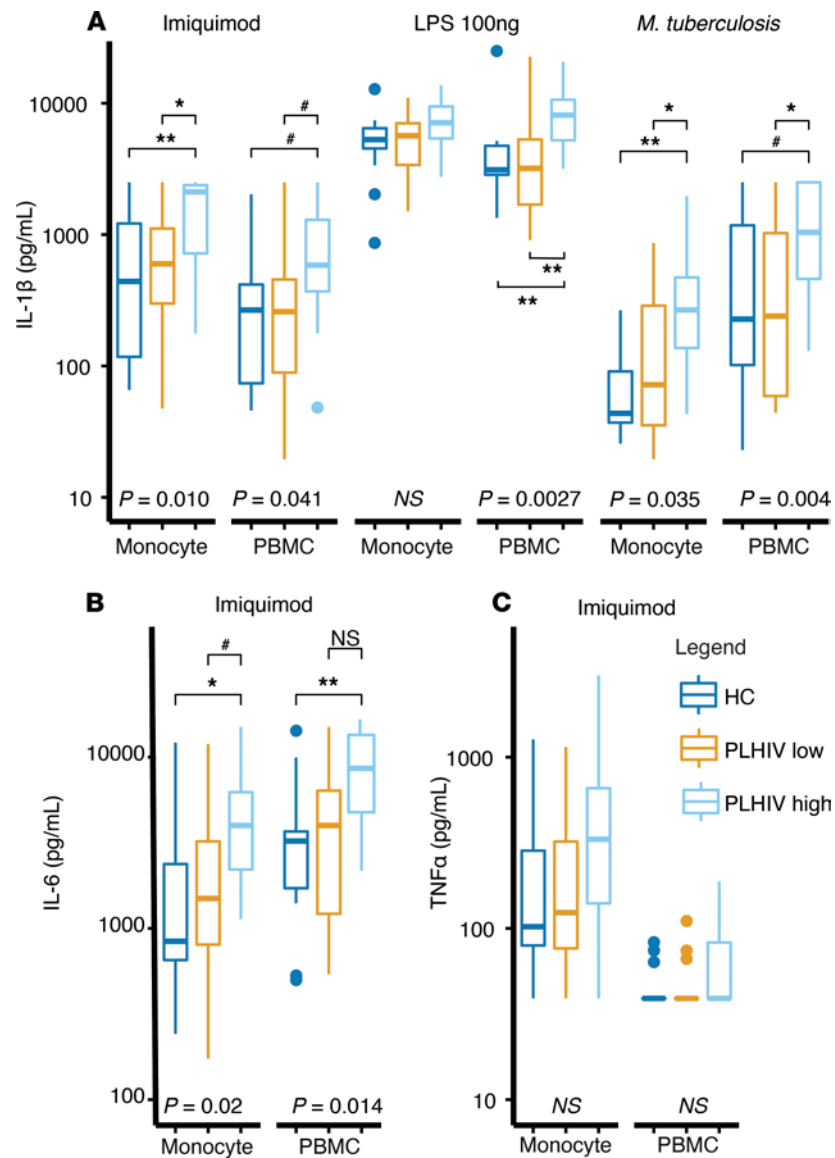 A
Imiquimod LPS 100ng M. tuberculosis
IL-1β (pg/mL)
10000
1000
100
10
* # * *
** # ** #
**
**
P = 0.010 P = 0.041 NS P = 0.0027 P = 0.035 P = 0.004
Monocyte PBMC Monocyte PBMC Monocyte PBMC
B
Imiquimod
IL-6 (pg/mL)
10000
1000
100
# NS
* **
P = 0.02 P = 0.014
Monocyte PBMC
C
Imiquimod
Legend
HC
PLHIV low
PLHIV high
TNFα (pg/mL)
1000
100
10
NS NS
Monocyte PBMC